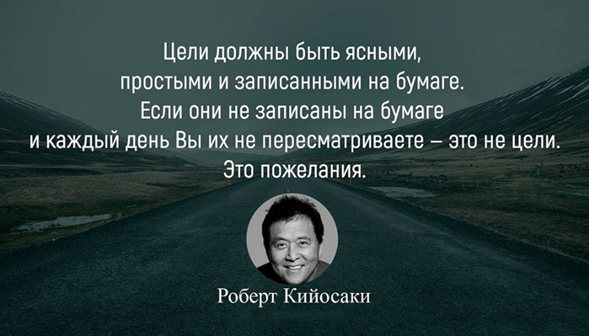 Цели должны быть ясными,
простыми и записанными на бумаге.
Если они не записаны на бумаге
и каждый день Вы их не пересматриваете – это не цели.
Это пожелания.
Роберт Кийосаки